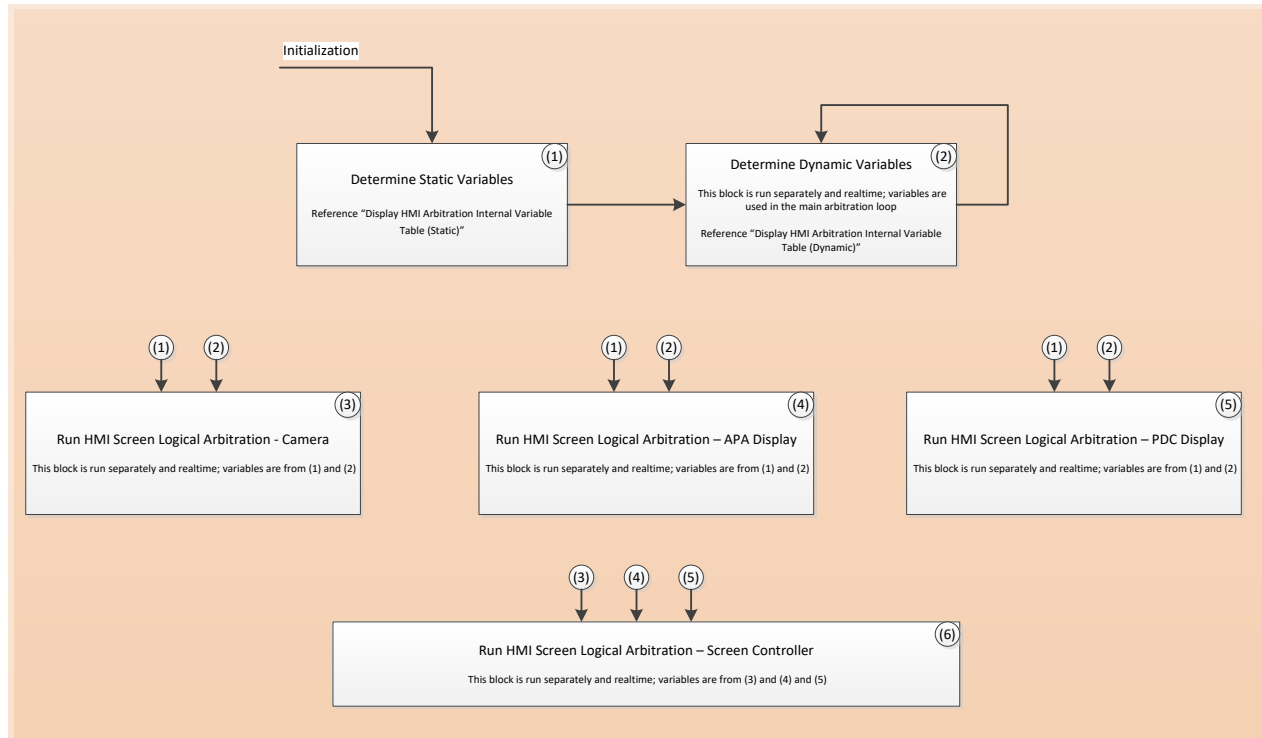 Initialization
(1)
Determine Static Variables
Reference “Display HMI Arbitration Internal Variable
Table (Static)”
(2)
Determine Dynamic Variables
This block is run separately and realtime; variables are
used in the main arbitration loop
Reference “Display HMI Arbitration Internal Variable
Table (Dynamic)”
(1)
(2)
(3)
Run HMI Screen Logical Arbitration - Camera
This block is run separately and realtime; variables are from (1) and (2)
(1)
(2)
(4)
Run HMI Screen Logical Arbitration – APA Display
This block is run separately and realtime; variables are from (1) and (2)
(1)
(2)
(5)
Run HMI Screen Logical Arbitration – PDC Display
This block is run separately and realtime; variables are from (1) and (2)
(3)
(4)
(5)
(6)
Run HMI Screen Logical Arbitration – Screen Controller
This block is run separately and realtime; variables are from (3) and (4) and (5)